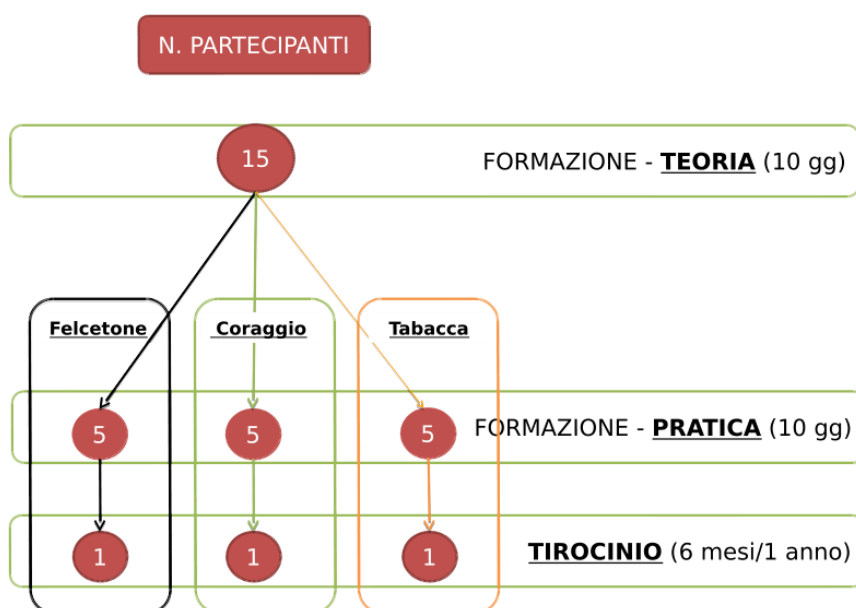 N. PARTECIPANTI
15
FORMAZIONE - TEORIA (10 gg)
Felcetone
Coraggio
Tabacca
5
5
5
FORMAZIONE - PRATICA (10 gg)
1
1
1
TIROCINIO (6 mesi/1 anno)